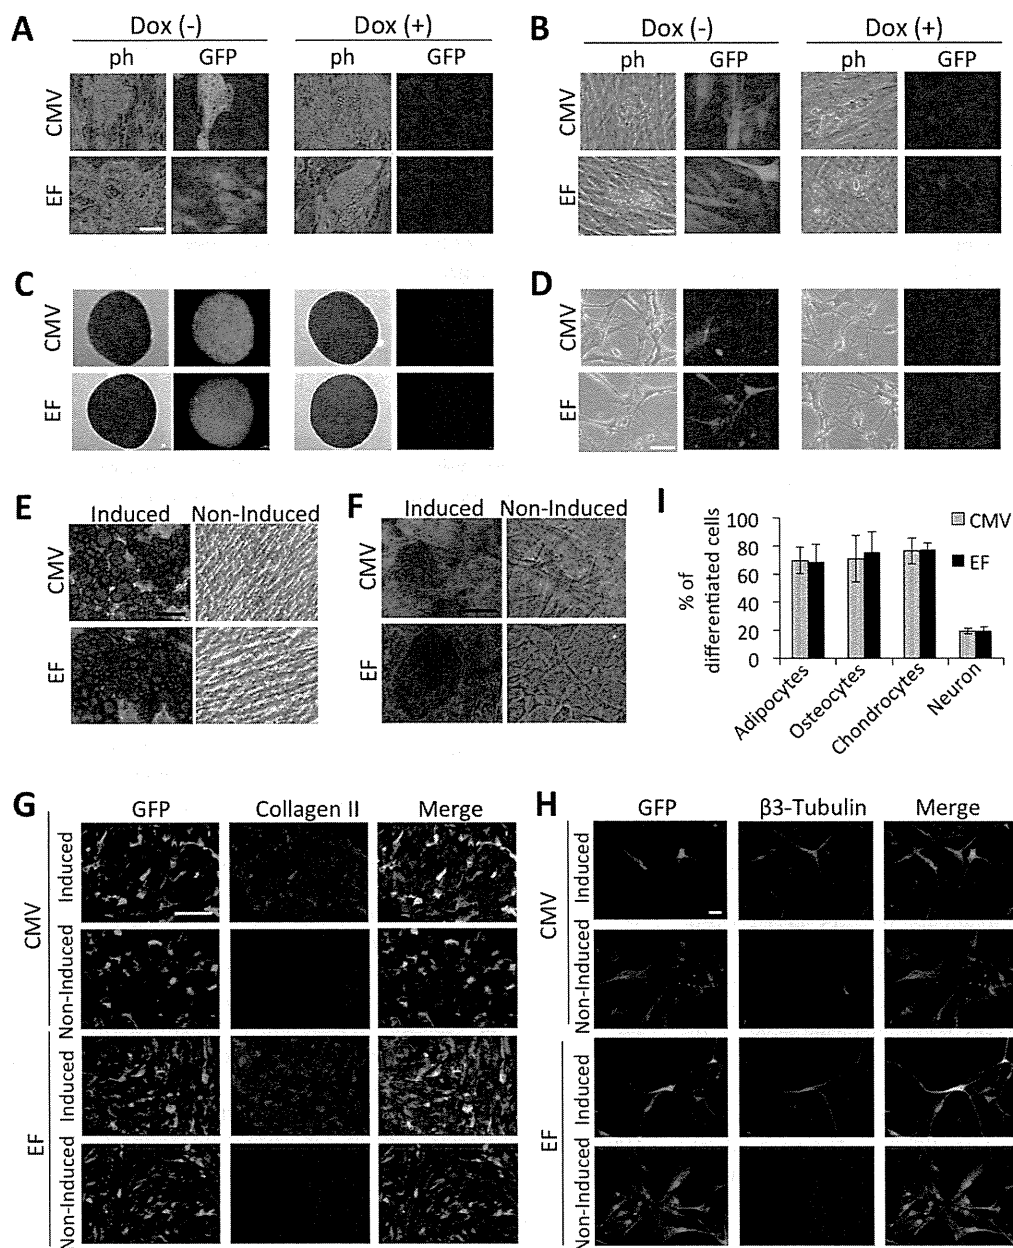 A
Dox (-)
Dox (+)
ph
GFP
ph
GFP
CMV
EF
B
Dox (-)
Dox (+)
ph
GFP
ph
GFP
CMV
EF
C
CMV
EF
D
CMV
EF
E
Induced
Non-Induced
CMV
EF
F
Induced
Non-Induced
CMV
EF
I
% of
differentiated cells
100
80
60
40
20
0
CMV
EF
Adipocytes
Osteocytes
Chondrocytes
Neuron
G
GFP
Collagen II
Merge
CMV
Induced
Non-Induced
EF
Induced
Non-Induced
H
GFP
β3-Tubulin
Merge
CMV
Induced
Non-Induced
EF
Induced
Non-Induced